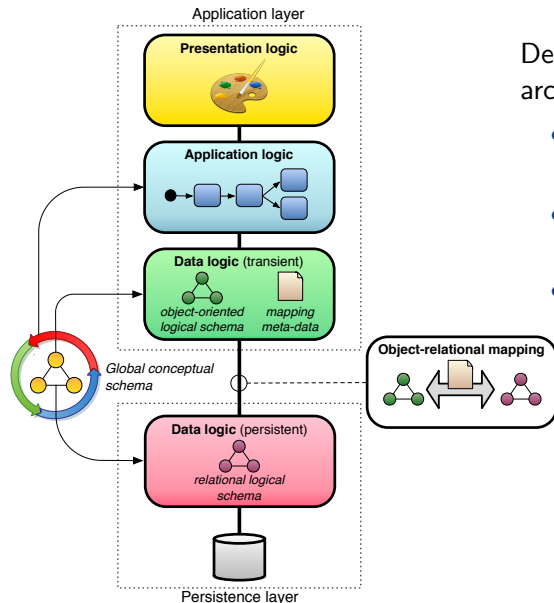 Application layer
Presentation logic
De
arc
Application logic
Data logic (transient)
object-oriented
logical schema
mapping
meta-data
Object-relational mapping
Global conceptual
schema
Data logic (persistent)
relational logical
schema
Persistence layer